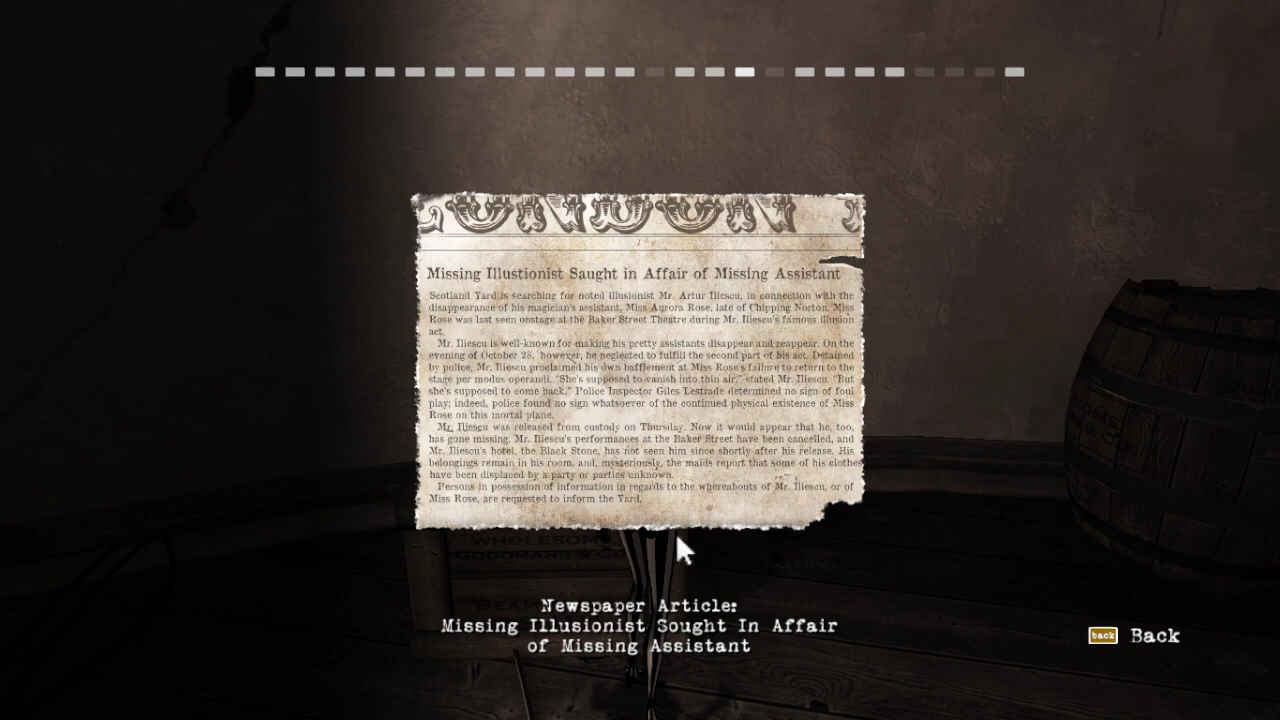 LONDON
Missing Illustionist Saught in Affair of Missing Assistant
Scotland Yard is searching for noted illusionist Mr. Artur Iliescu, in connection with the
disappearance of his magician's assistant, Miss Aurora Rose, late of Chipping Norton. Miss
Rose was last seen onstage at the Baker Street Theatre during Mr. Iliescu's famous illusion
act.
Mr. Iliescu is well-known for making his pretty assistants disappear and reappear. On the
evening of October 28, however, he neglected to fulfill the second part of his act. Detained
by police, Mr. Iliescu proclaimed his own bafflement at Miss Rose's failure to return to the
stage per modus operandi. "She's supposed to vanish into thin air," stated Mr. Iliescu. "But
she's supposed to come back." Police Inspector Giles Lestrade determined no sign of foul
play; indeed, police found no sign whatsoever of the continued physical existence of Miss
Rose on this mortal plane.
Mr. Iliescu was released from custody on Thursday. Now it would appear that he, too,
has gone missing. Mr. Iliescu's performances at the Baker Street have been cancelled, and
Mr. Iliescu's hotel, the Black Stone, has not seen him since shortly after his release. His
belongings remain in his room, and, mysteriously, the maids report that some of his clothes
have been displaced by a party or parties unknown.
Persons in possession of information in regards to the whereabouts of Mr. Iliescu, or of
Miss Rose, are requested to inform the Yard.
WHOLESOME
GOODMANS & CO
BEAM
Newspaper Article:
Missing Illusionist Sought In Affair
of Missing Assistant
back Back